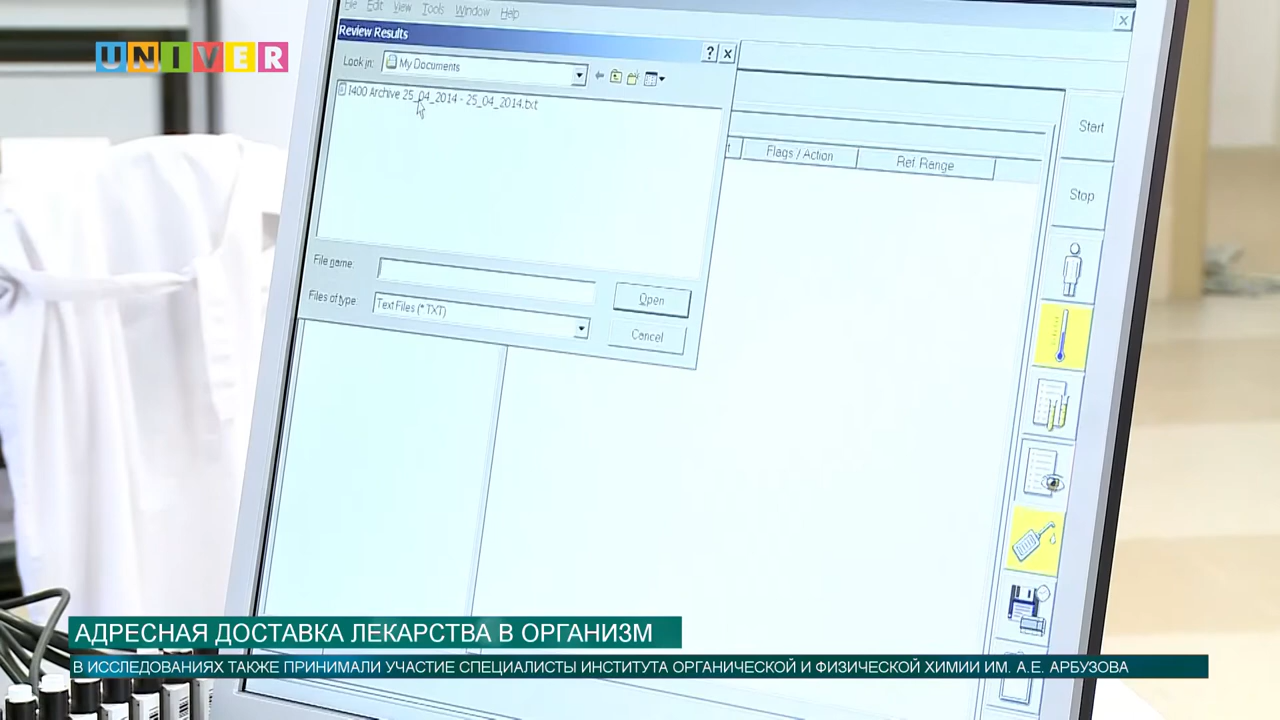 UNIVER
File Edit View Tools Window Help
Review Results
Look in: My Documents
I400 Archive 25_04_2014 - 25_04_2014.txt
Flags / Action
Ref. Range
Start
Stop
File name:
Open
Files of type: Text Files (*.TXT)
Cancel
АДРЕСНАЯ ДОСТАВКА ЛЕКАРСТВА В ОРГАНИЗМ
В ИССЛЕДОВАНИЯХ ТАКЖЕ ПРИНИМАЛИ УЧАСТИЕ СПЕЦИАЛИСТЫ ИНСТИТУТА ОРГАНИЧЕСКОЙ И ФИЗИЧЕСКОЙ ХИМИИ ИМ. А.Е. АРБУЗОВА